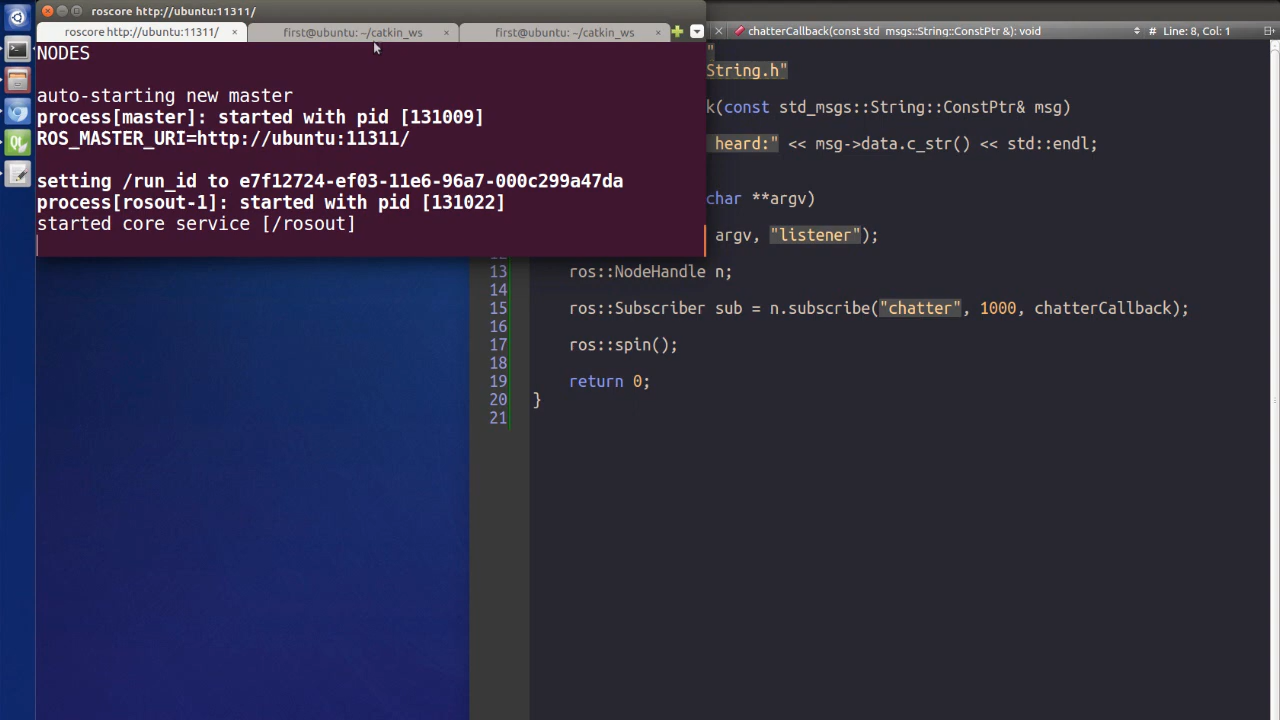 roscore http://ubuntu:11311/
roscore http://ubuntu:11311/ × first@ubuntu: ~/catkin_ws × first@ubuntu: ~/catkin_ws ×
NODES
auto-starting new master
process[master]: started with pid [131009]
ROS_MASTER_URI=http://ubuntu:11311/
setting /run_id to e7f12724-ef03-11e6-96a7-000c299a47da
process[rosout-1]: started with pid [131022]
started core service [/rosout]
chatterCallback(const std_msgs::String::ConstPtr &): void # Line: 8, Col: 1
"
String.h"
k(const std_msgs::String::ConstPtr& msg)
heard:" << msg->data.c_str() << std::endl;
char **argv)
argv, "listener");
13 ros::NodeHandle n;
14
15 ros::Subscriber sub = n.subscribe("chatter", 1000, chatterCallback);
16
17 ros::spin();
18
19 return 0;
20 }
21